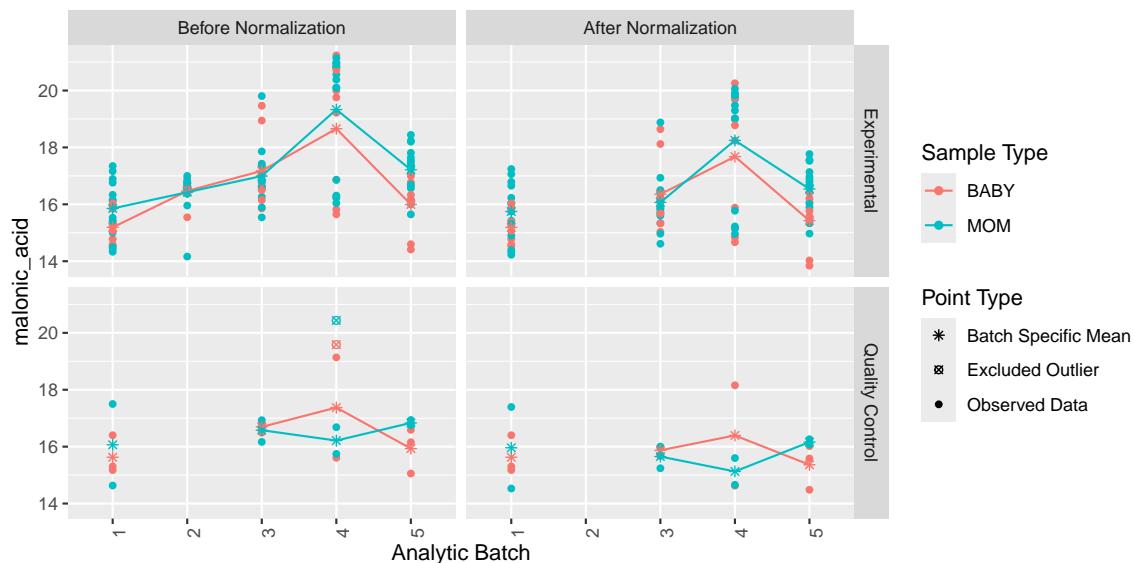 Before Normalization
After Normalization
malonic_acid
20
18
16
14
Experimental
20
18
16
14
Quality Control
1
2
3
4
5
1
2
3
4
5
Analytic Batch
Sample Type
BABY
MOM
Point Type
Batch Specific Mean
Excluded Outlier
Observed Data